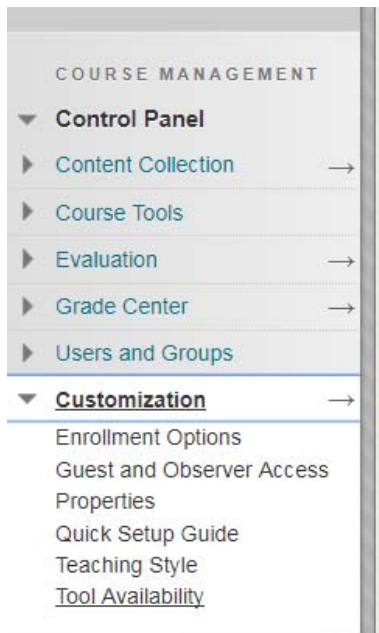 COURSE MANAGEMENT
Control Panel
Content Collection
Course Tools
Evaluation
Grade Center
Users and Groups
Customization
Enrollment Options
Guest and Observer Access
Properties
Quick Setup Guide
Teaching Style
Tool Availability